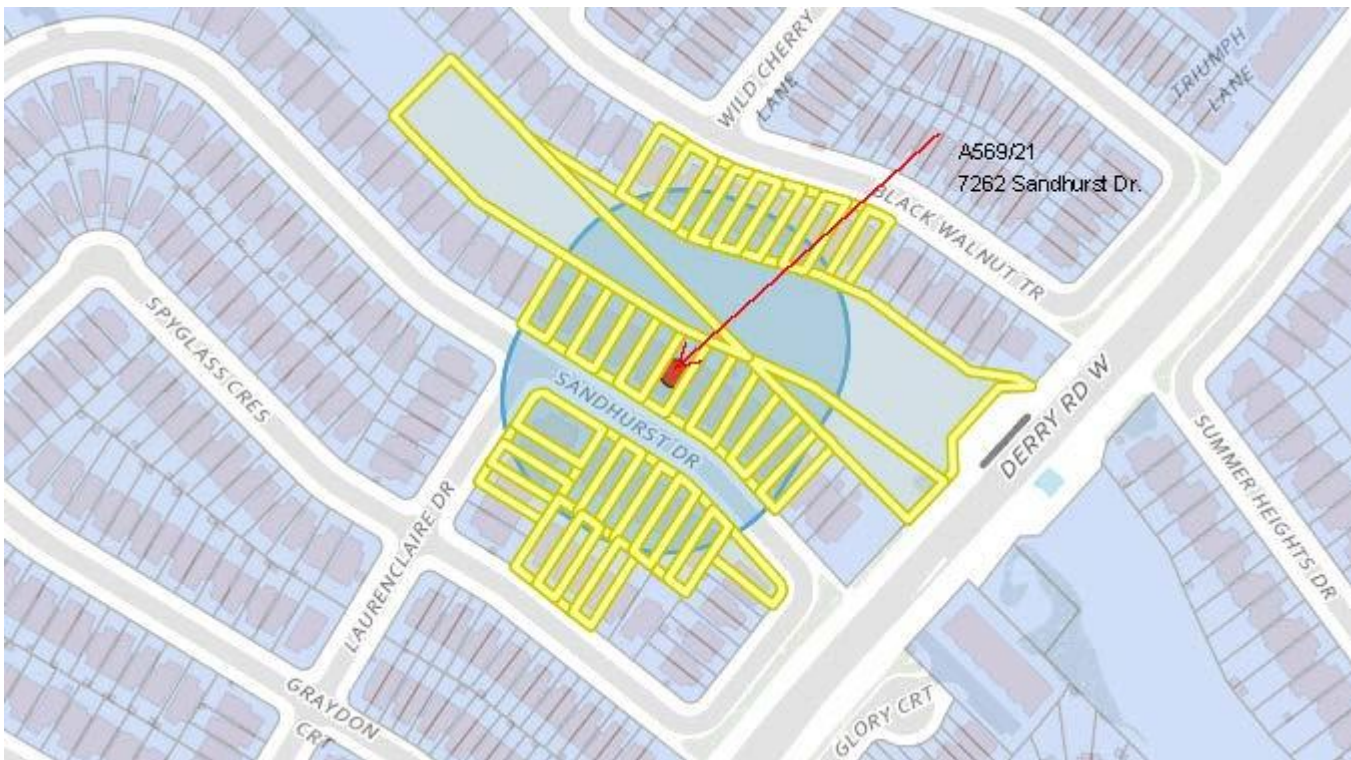 WILD CHERRY
LANE
TRIUMPH
LANE
A569/21
7262 Sandhurst Dr.
BLACK WALNUT TR
SPYGLASS CRES
SANDHURST DR
DERRY RD W
SUMMER HEIGHTS DR
LAURENCLAIRE DR
GRAYDON
CRT
GLORY CRT